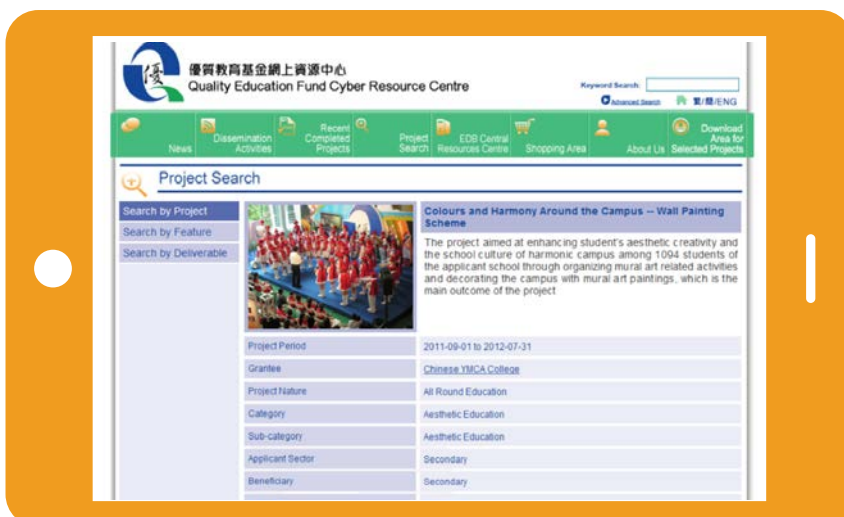 優
優質教育基金網上資源中心
Quality Education Fund Cyber Resource Centre
Keyword Search:
Advanced Search
繁/簡/ENG
News
Dissemination
Activities
Recent
Completed
Projects
Project
Search
EDB Central
Resources Centre
Shopping Area
About Us
Download
Area for
Selected Projects
Project Search
Search by Project
Search by Feature
Search by Deliverable
Colours and Harmony Around the Campus -- Wall Painting
Scheme
The project aimed at enhancing student's aesthetic creativity and
the school culture of harmonic campus among 1094 students of
the applicant school through organizing mural art related activities
and decorating the campus with mural art paintings, which is the
main outcome of the project
Project Period 2011-09-01 to 2012-07-31
Grantee Chinese YMCA College
Project Nature All Round Education
Category Aesthetic Education
Sub-category Aesthetic Education
Applicant Sector Secondary
Beneficiary Secondary